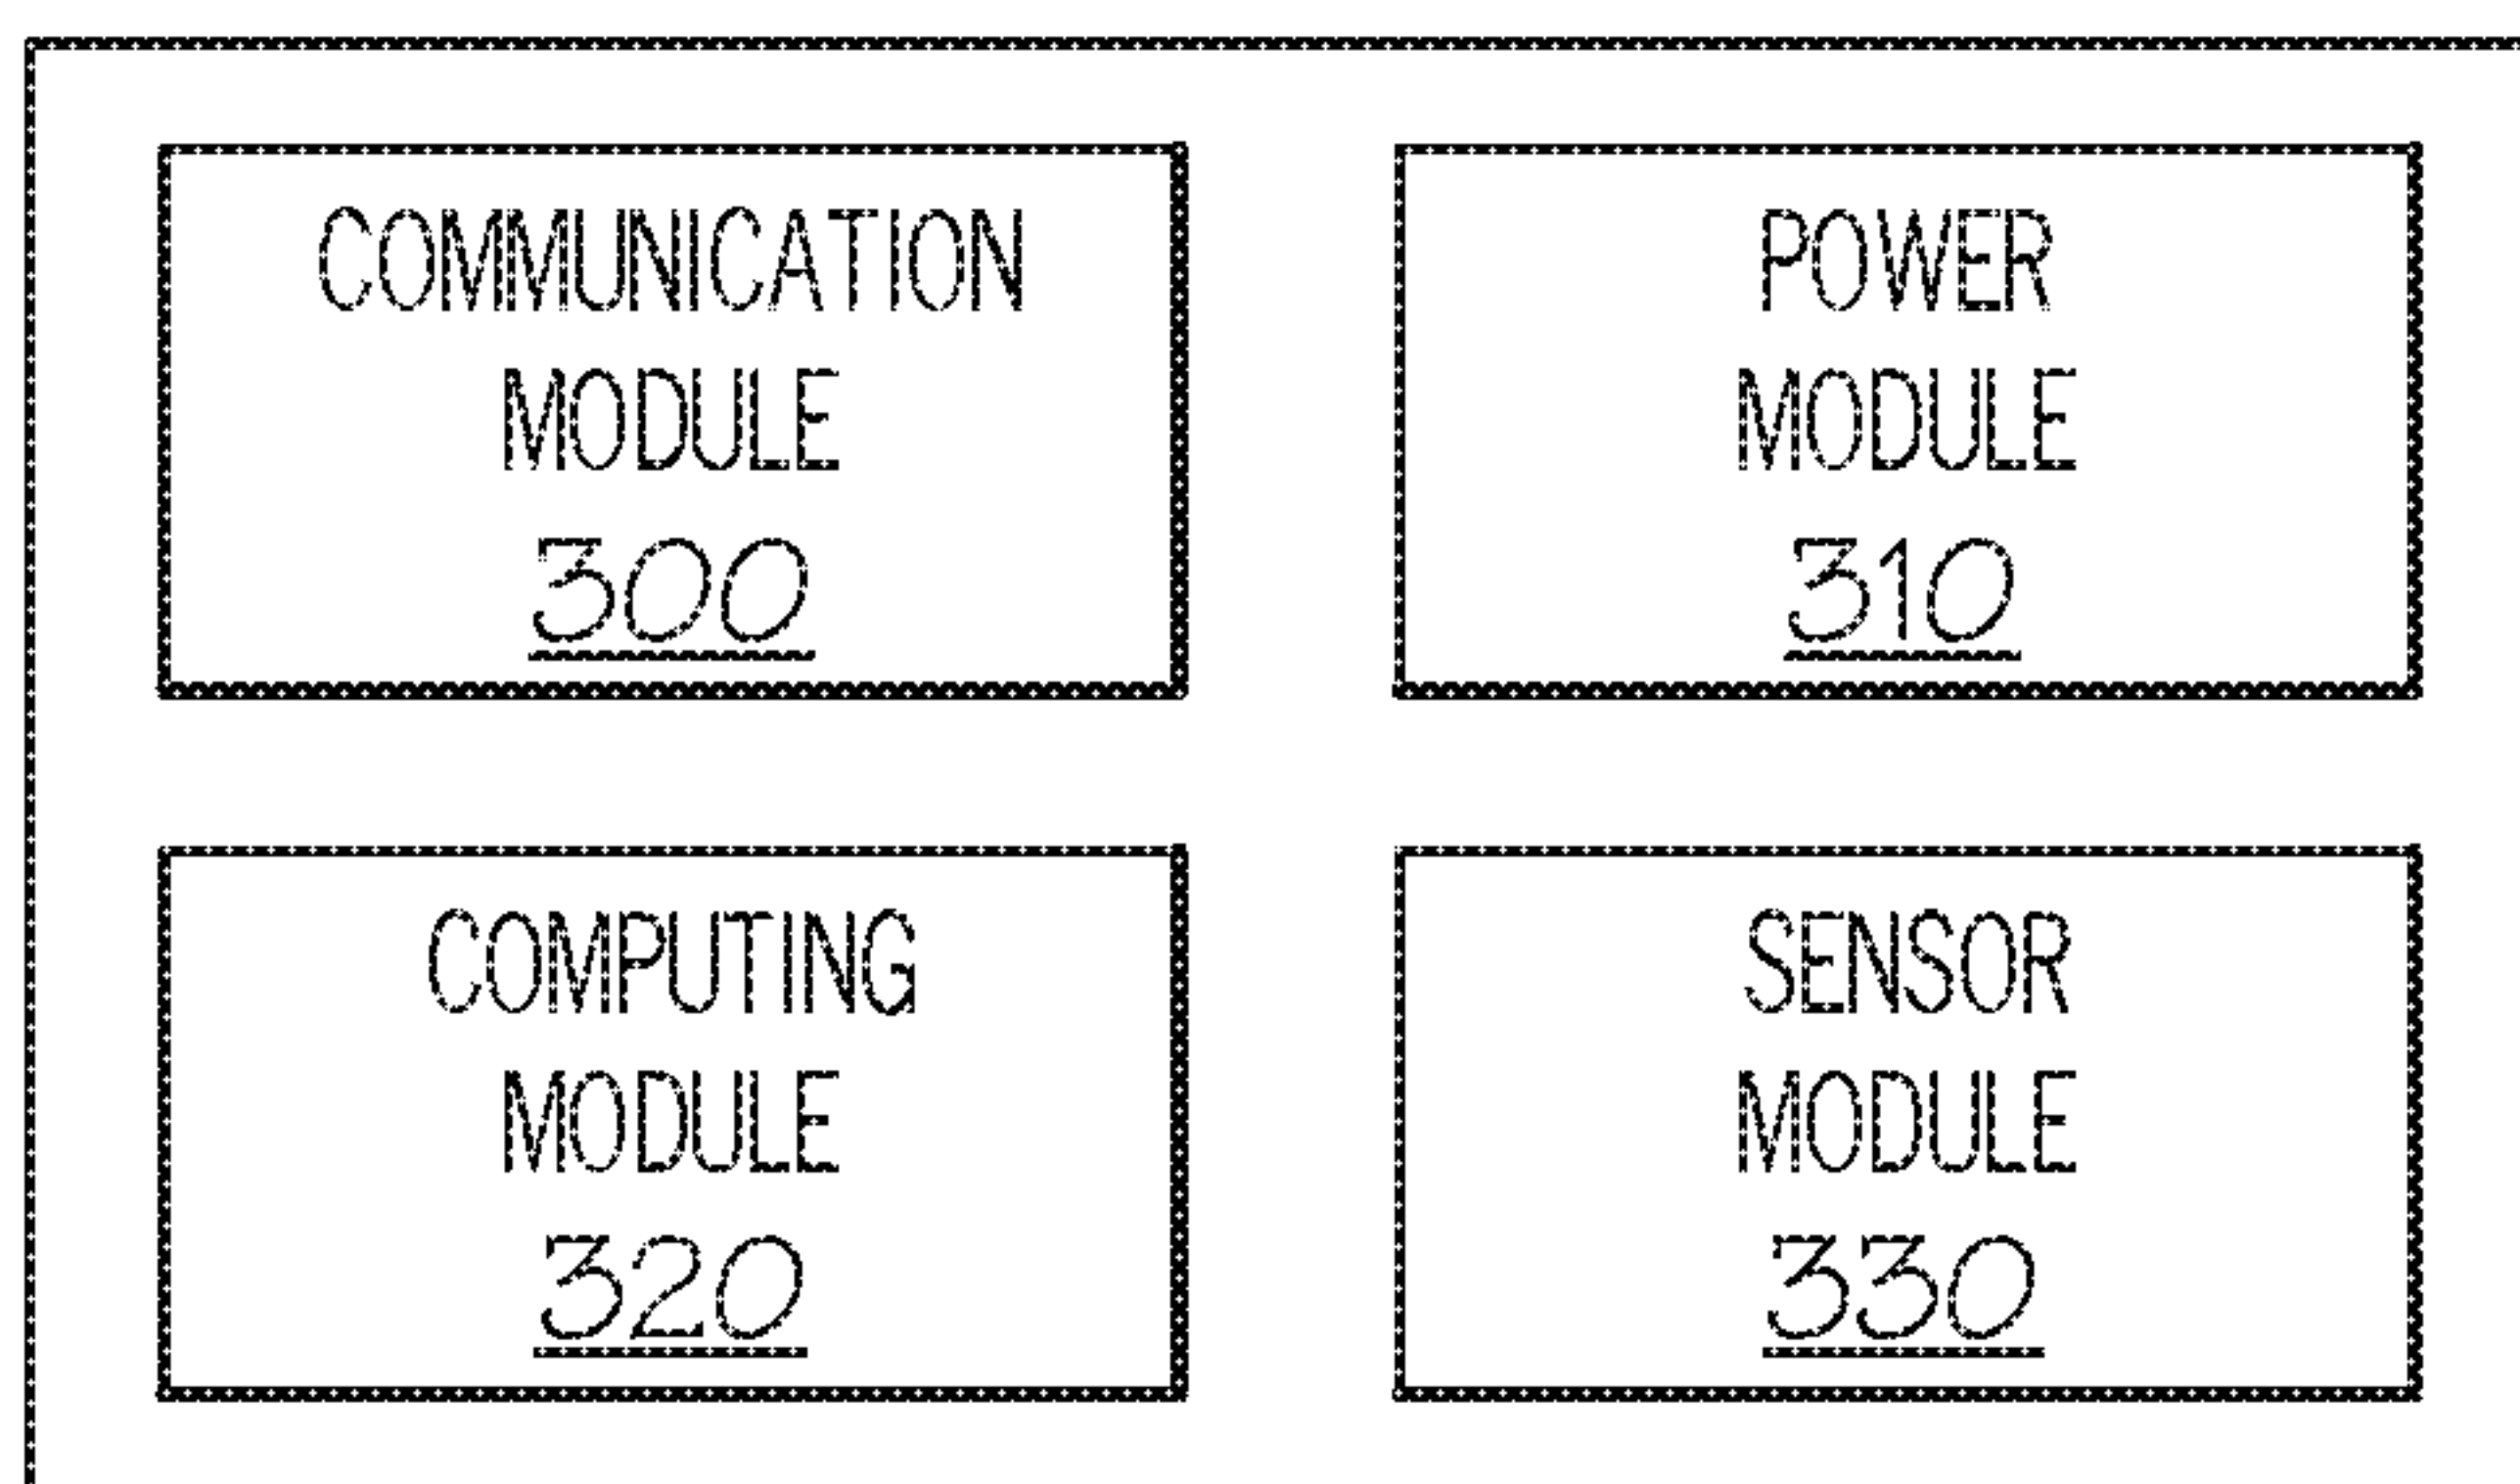 COMMUNICATION
MODULE
300
POWER
MODULE
310
COMPUTING
MODULE
320
SENSOR
MODULE
330